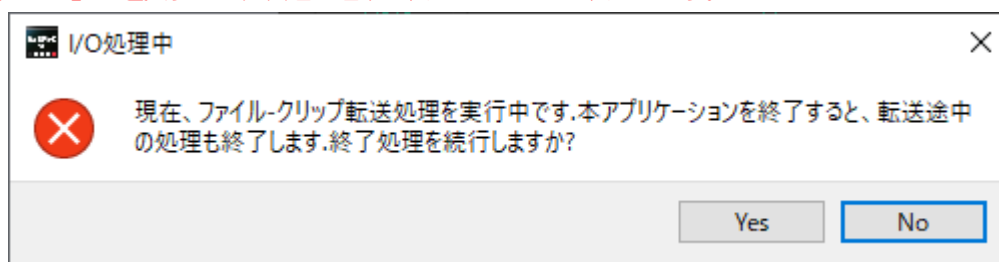 I/O処理中
現在、ファイル-クリップ転送処理を実行中です.本アプリケーションを終了すると、転送途中
の処理も終了します.終了処理を続行しますか?
Yes
No